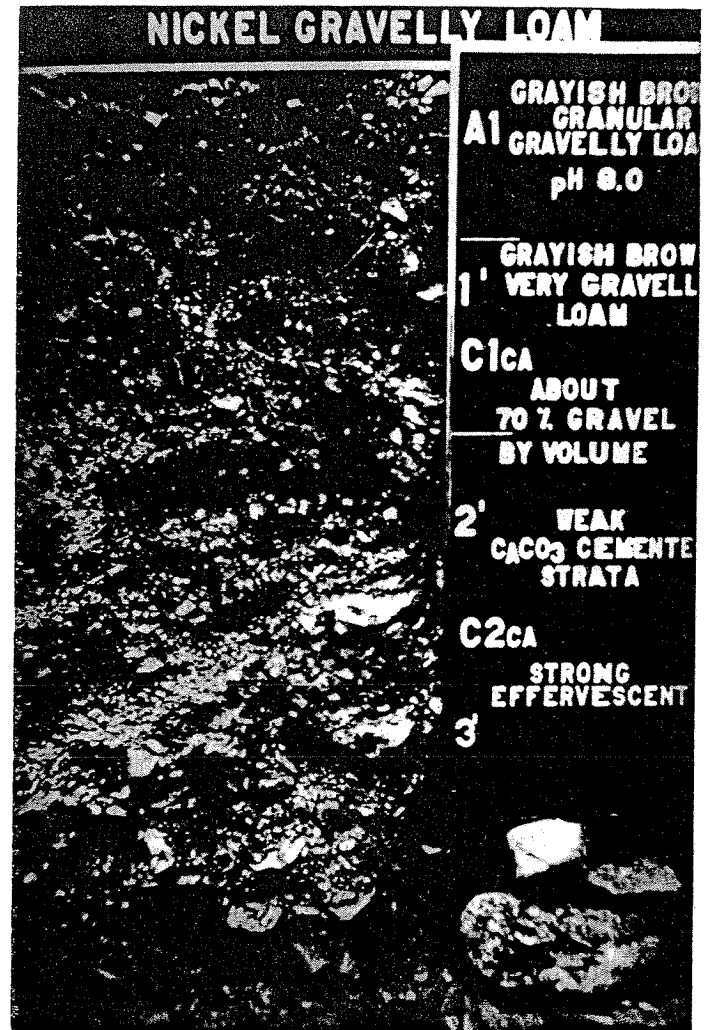 NICKEL GRAVELLY LOAM
GRAYISH BRO
A1 GRANULAR
GRAVELLY LOA
pH 8.0
GRAYISH BROW
1' VERY GRAVELL
LOAM
C1CA
ABOUT
70 % GRAVEL
BY VOLUME
2' WEAK
CACO3 CEMENTE
STRATA
C2CA
STRONG
EFFERVESCENT
3'